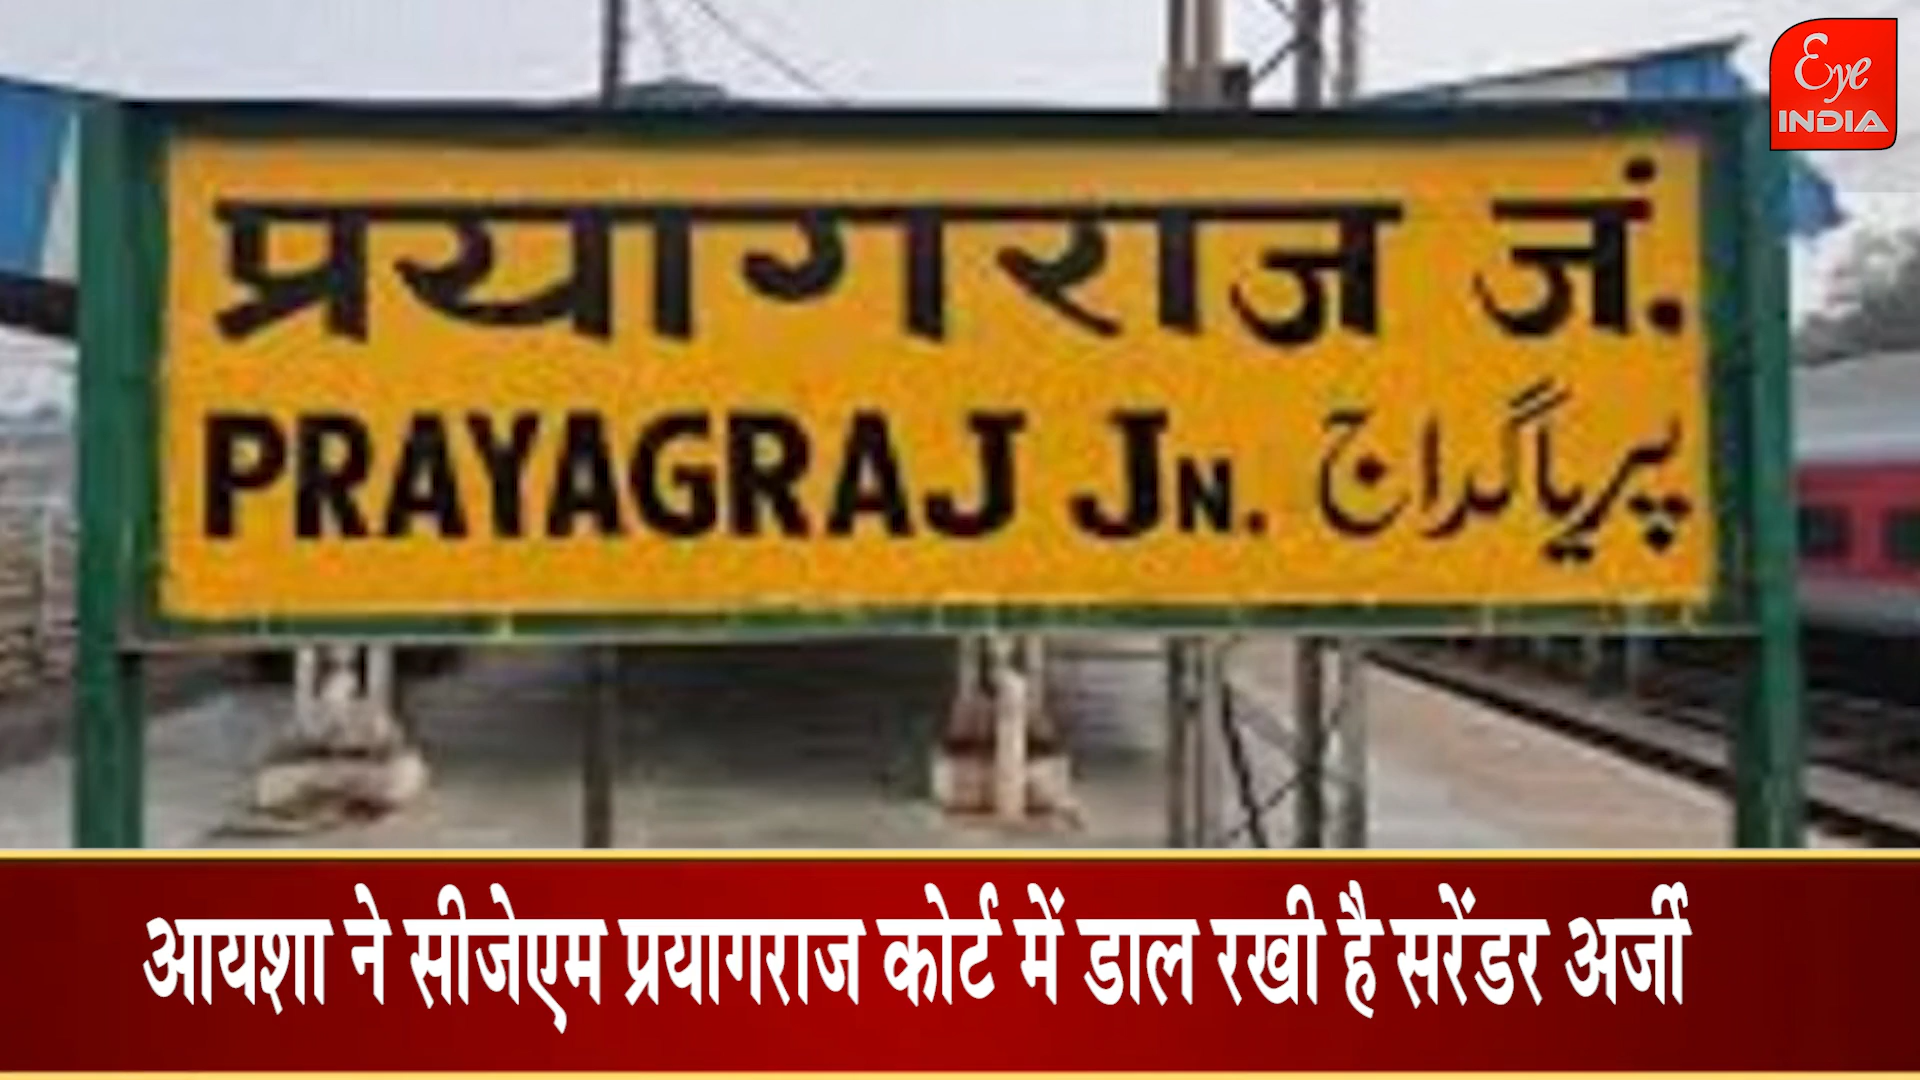 Eye
INDIA
प्रयागराज जं.
PRAYAGRAJ JN. پریاگراج
आयशा ने सीजेएम प्रयागराज कोर्ट में डाल रखी है सरेंडर अर्जी